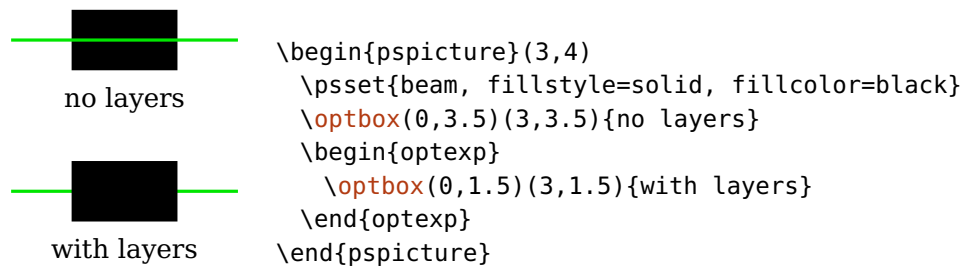 no layers
with layers
\begin{pspicture}(3,4)
  \psset{beam, fillstyle=solid, fillcolor=black}
  \optbox(0,3.5)(3,3.5){no layers}
  \begin{optexp}
    \optbox(0,1.5)(3,1.5){with layers}
  \end{optexp}
\end{pspicture}